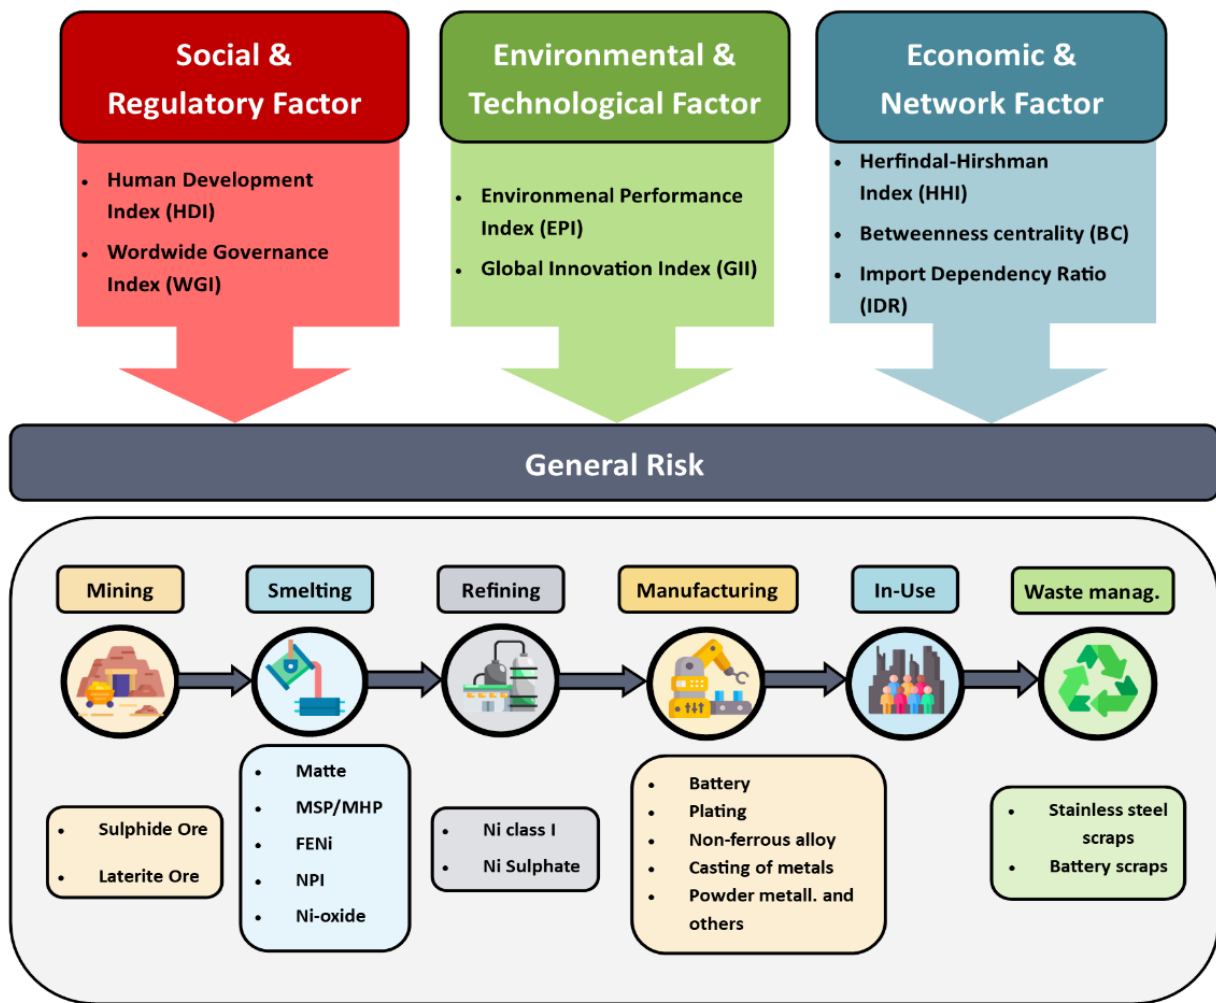 Social &
Regulatory Factor
Environmental &
Technological Factor
Economic &
Network Factor
• Human Development
Index (HDI)
• Wordwide Governance
Index (WGI)
• Environmenal Performance
Index (EPI)
• Global Innovation Index (GII)
• Herfindal-Hirshman
Index (HHI)
• Betweenness centrality (BC)
• Import Dependency Ratio
(IDR)
General Risk
Mining
Smelting
Refining
Manufacturing
In-Use
Waste manag.
• Sulphide Ore
• Laterite Ore
• Matte
• MSP/MHP
• FENi
• NPI
• Ni-oxide
• Ni class I
• Ni Sulphate
• Battery
• Plating
• Non-ferrous alloy
• Casting of metals
• Powder metall. and
others
• Stainless steel
scraps
• Battery scraps